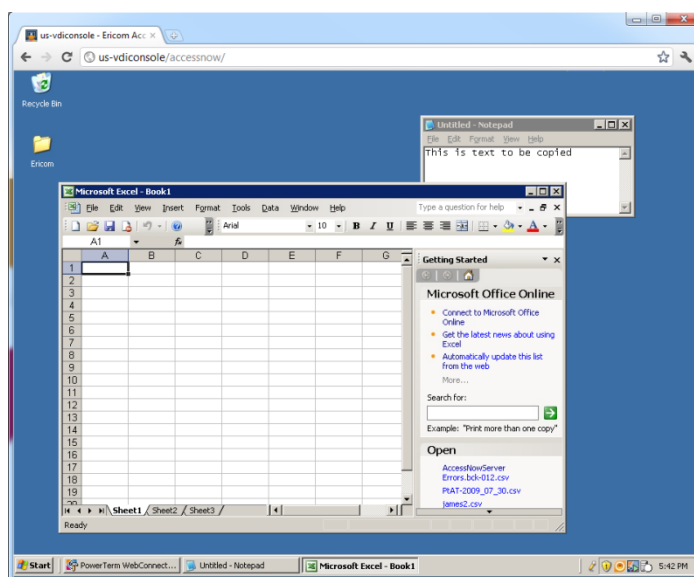 us-vdiconsole - Ericom Acc
us-vdiconsole/accessnow/
Recycle Bin
Ericom
Untitled - Notepad
File Edit Format View Help
This is text to be copied
Microsoft Excel - Book1
File Edit View Insert Format Tools Data Window Help
Type a question for help
Arial 10 B I U
A1 fx
A B C D E F G
1
2
3
4
5
6
7
8
9
10
11
12
13
14
15
16
17
18
19
20
Getting Started
Microsoft Office Online
Connect to Microsoft Office
Online
Get the latest news about using
Excel
Automatically update this list
from the web
More...
Search for:
Example: "Print more than one copy"
Open
AccessNowServer
Errors.bck-012.csv
PtAT-2009_07_30.csv
james2.csv
Sheet1 Sheet2 Sheet3
Ready
Start PowerTerm WebConnect... Untitled - Notepad Microsoft Excel - Book1 5:42 PM